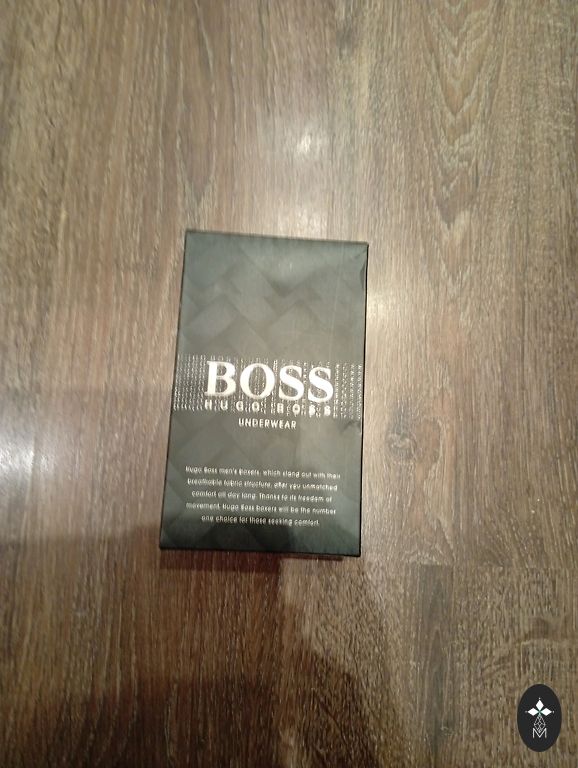 BOSS
HUGO BOSS
UNDERWEAR
Hugo Boss men's boxers, which stand out with their
breathable fabric structure, offer you unmatched
comfort all day long. Thanks to its freedom of
movement, Hugo Boss boxers will be the number
one choice for those seeking comfort.
M